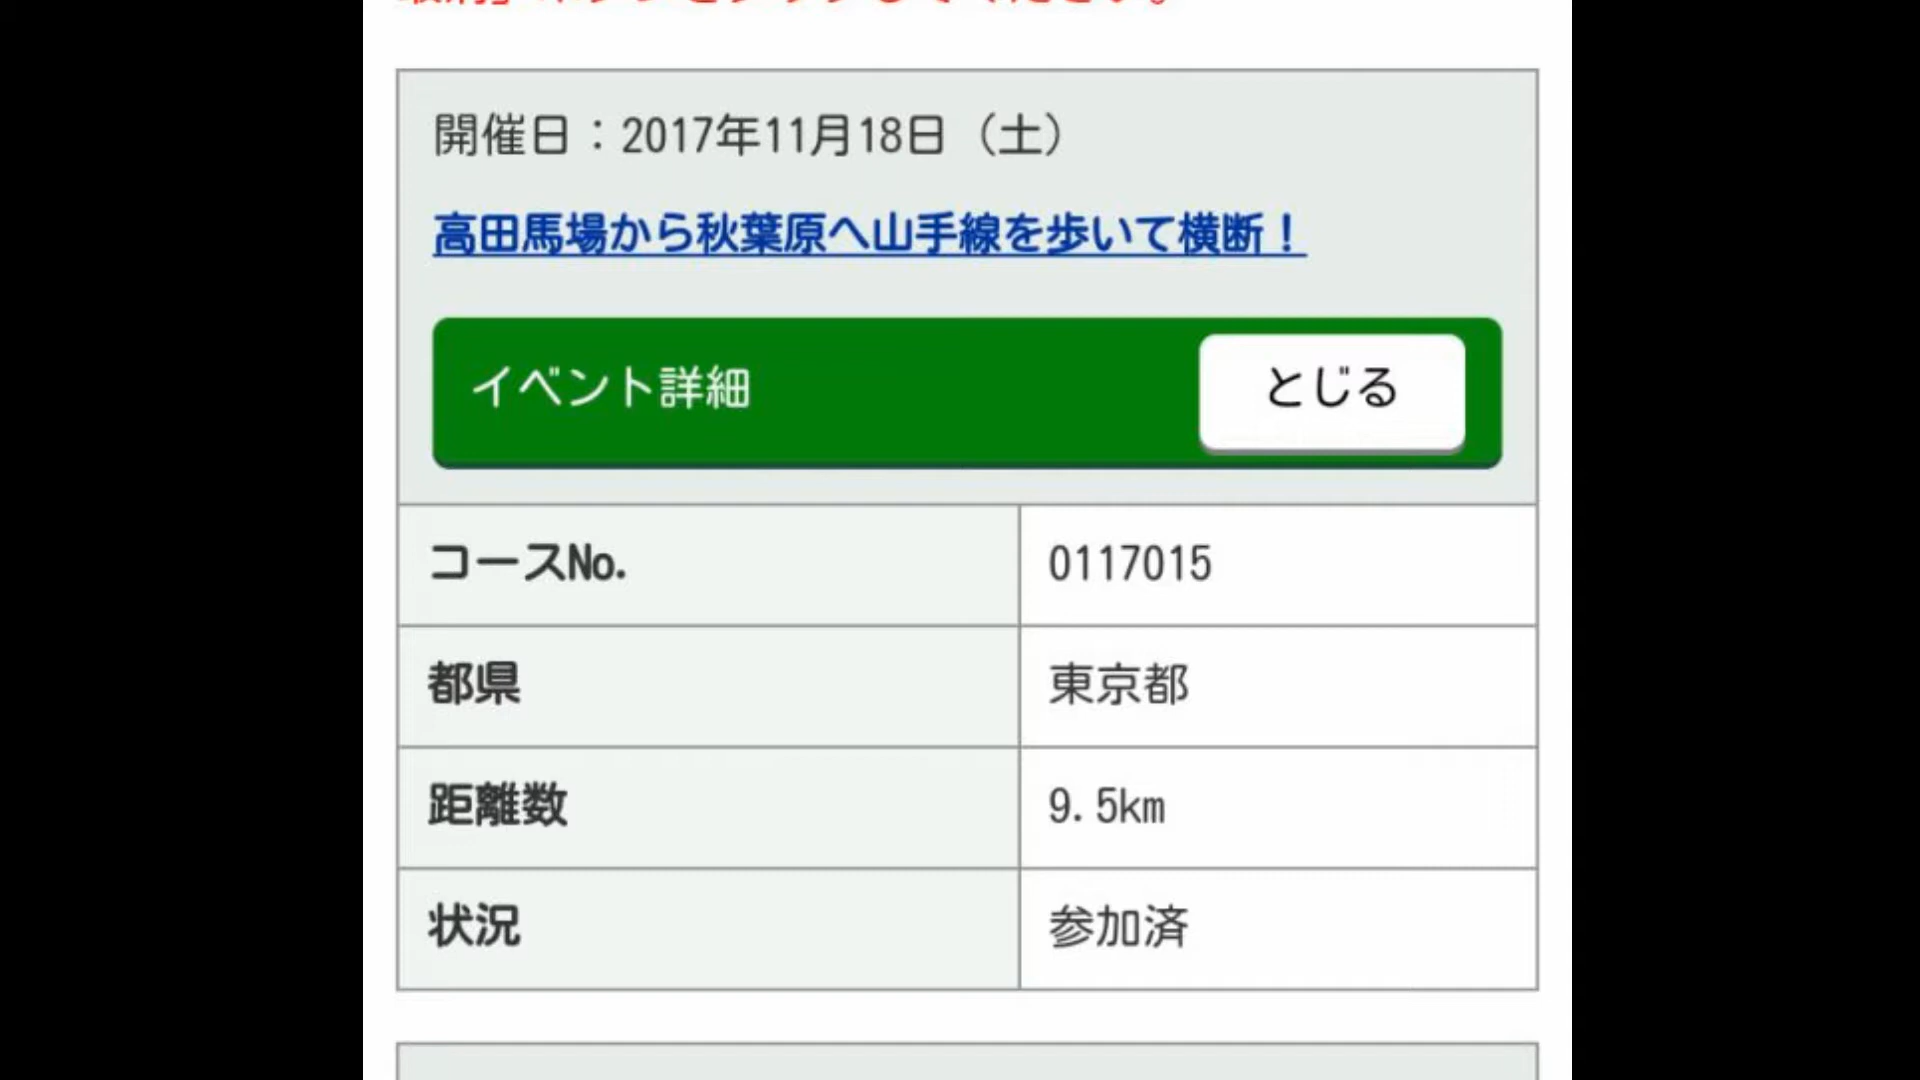 開催日：2017年11月18日（土）
高田馬場から秋葉原へ山手線を歩いて横断！
イベント詳細 とじる
コースNo. 0117015
都県 東京都
距離数 9.5km
状況 参加済